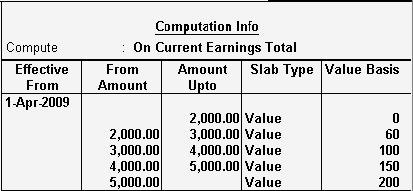 Computation Info
Compute : On Current Earnings Total
Effective From Amount Slab Type Value Basis
From Amount Upto
1-Apr-2009
2,000.00 Value 0
2,000.00 3,000.00 Value 60
3,000.00 4,000.00 Value 100
4,000.00 5,000.00 Value 150
5,000.00 Value 200